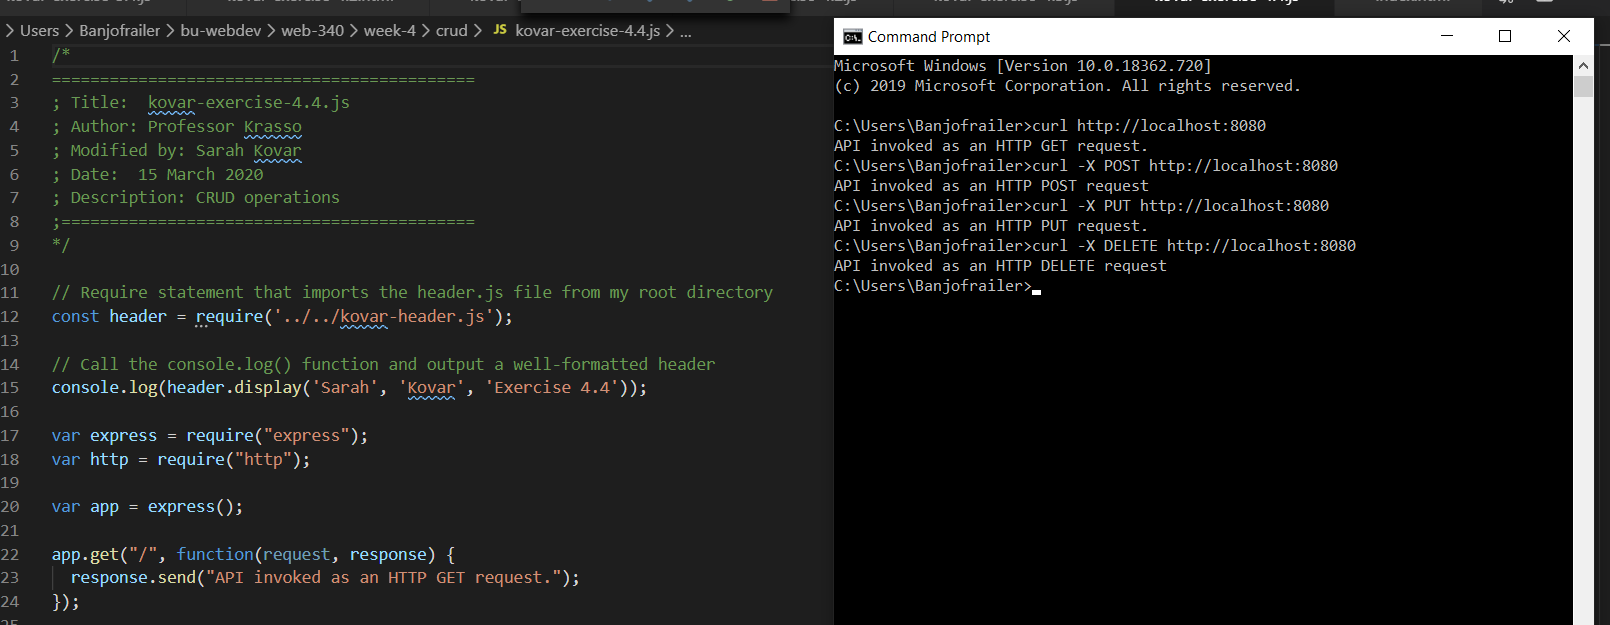 Users > Banjofrailer > bu-webdev > web-340 > week-4 > crud > JS kovar-exercise-4.4.js > ...
1 /*
2 ============================================
3 ; Title:  kovar-exercise-4.4.js
4 ; Author: Professor Krasso
5 ; Modified by: Sarah Kovar
6 ; Date:  15 March 2020
7 ; Description: CRUD operations
8 ;===========================================
9 */
10
11 // Require statement that imports the header.js file from my root directory
12 const header = require('../../kovar-header.js');
13
14 // Call the console.log() function and output a well-formatted header
15 console.log(header.display('Sarah', 'Kovar', 'Exercise 4.4'));
16
17 var express = require("express");
18 var http = require("http");
19
20 var app = express();
21
22 app.get("/", function(request, response) {
23   response.send("API invoked as an HTTP GET request.");
24 });
Command Prompt
Microsoft Windows [Version 10.0.18362.720]
(c) 2019 Microsoft Corporation. All rights reserved.
C:\Users\Banjofrailer>curl http://localhost:8080
API invoked as an HTTP GET request.
C:\Users\Banjofrailer>curl -X POST http://localhost:8080
API invoked as an HTTP POST request
C:\Users\Banjofrailer>curl -X PUT http://localhost:8080
API invoked as an HTTP PUT request.
C:\Users\Banjofrailer>curl -X DELETE http://localhost:8080
API invoked as an HTTP DELETE request
C:\Users\Banjofrailer>